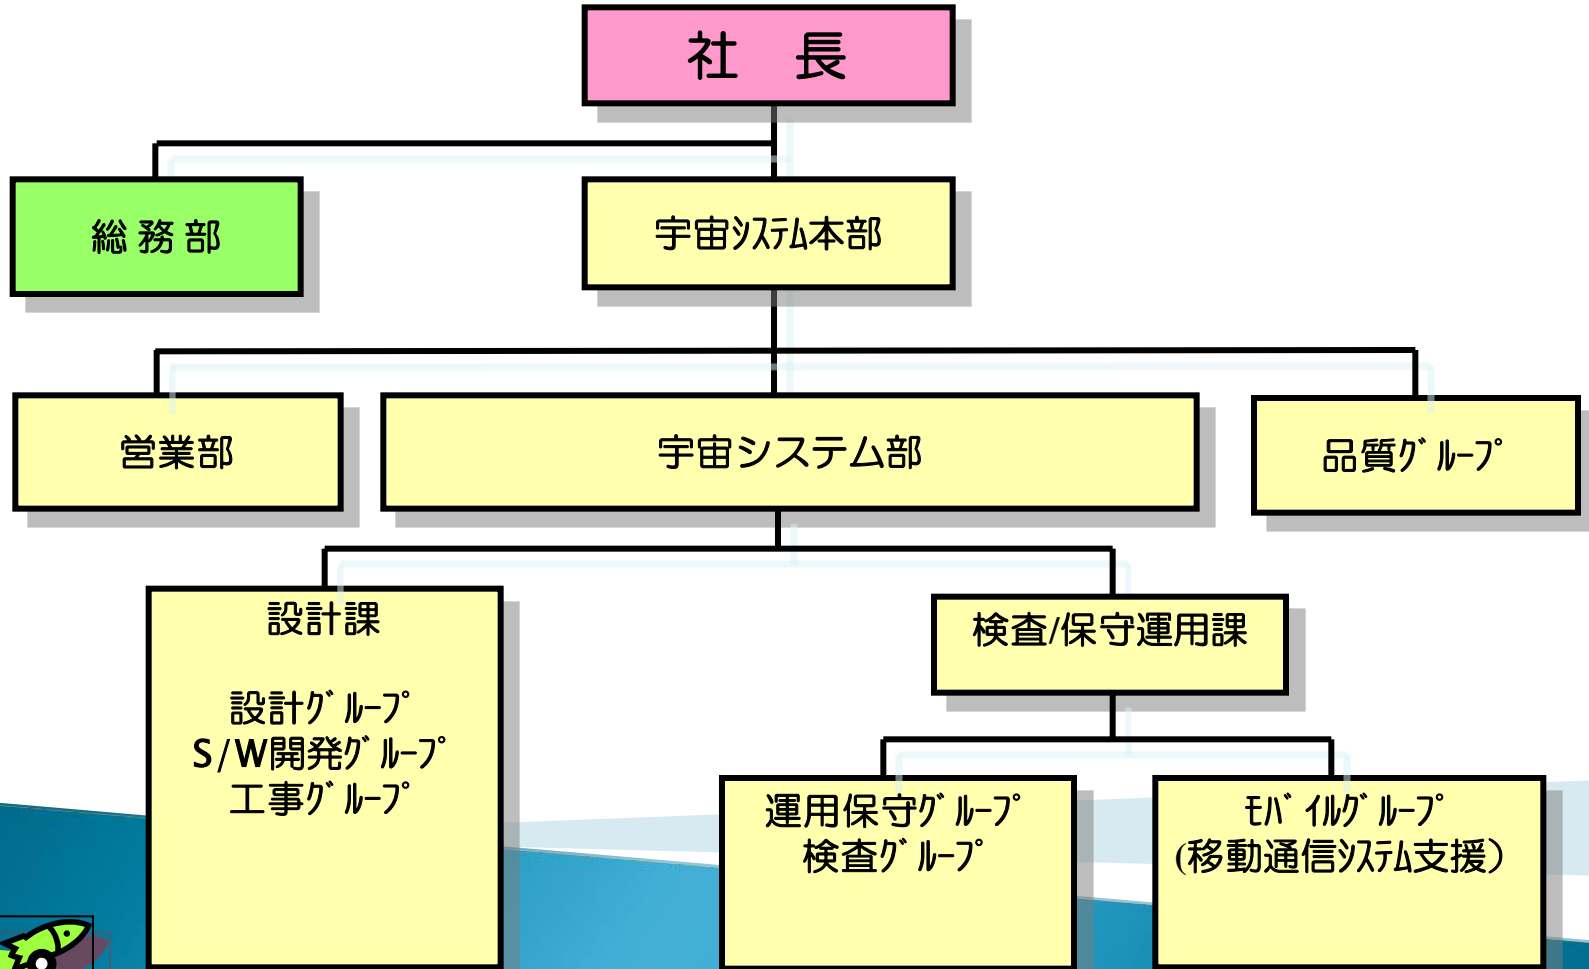 社　長
総 務 部
宇宙ｼｽﾃﾑ本部
営業部
宇宙システム部
品質ｸﾞﾙｰﾌﾟ
設計課
設計ｸﾞﾙｰﾌﾟ
S/W開発ｸﾞﾙｰﾌﾟ
工事ｸﾞﾙｰﾌﾟ
検査/保守運用課
運用保守ｸﾞﾙｰﾌﾟ
検査ｸﾞﾙｰﾌﾟ
ﾓﾊﾞｲﾙｸﾞﾙｰﾌﾟ
(移動通信ｼｽﾃﾑ支援）